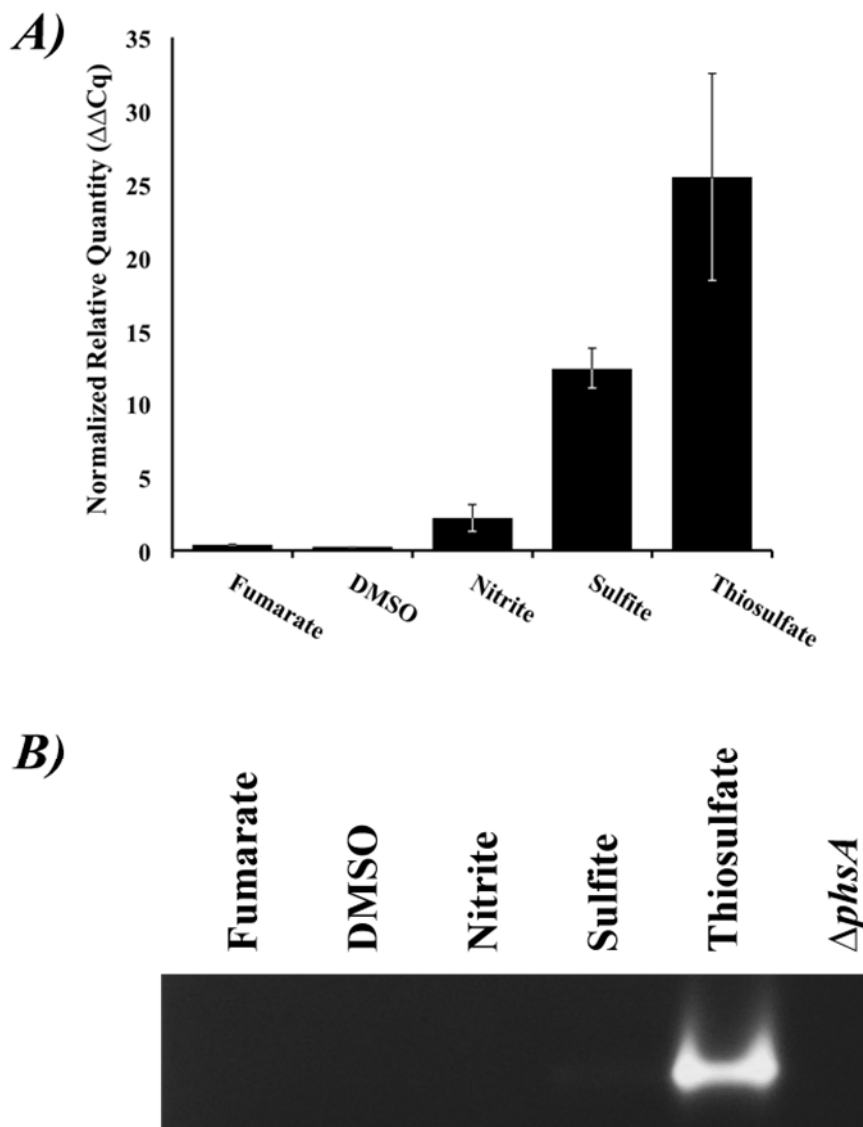 A)
Normalized Relative Quantity (ΔΔCq)
35
30
25
20
15
10
5
0
Fumarate
DMSO
Nitrite
Sulfite
Thiosulfate
B)
Fumarate
DMSO
Nitrite
Sulfite
Thiosulfate
ΔphsA